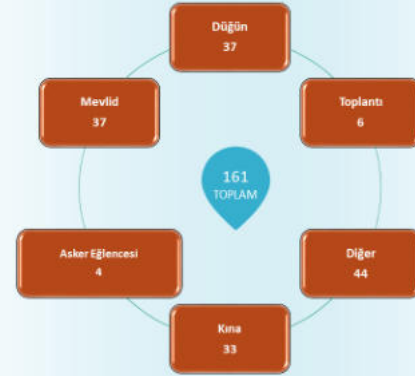 Düğün
37
Mevlid
37
Toplantı
6
161
TOPLAM
Asker Eğlencesi
4
Diğer
44
Kına
33